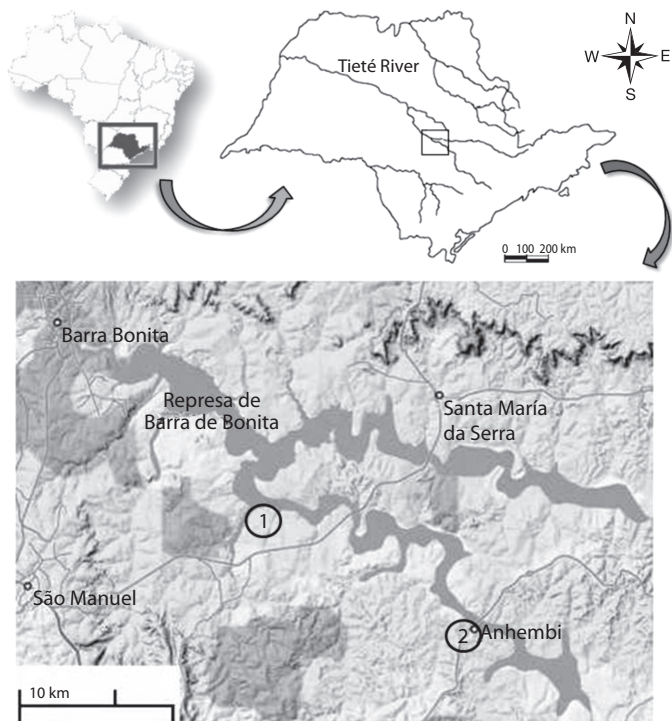 N
W E
S
Tieté River
0 100 200 km
Barra Bonita
Represa de
Barra de Bonita
Santa María
da Serra
1
São Manuel
2 Anhembi
10 km